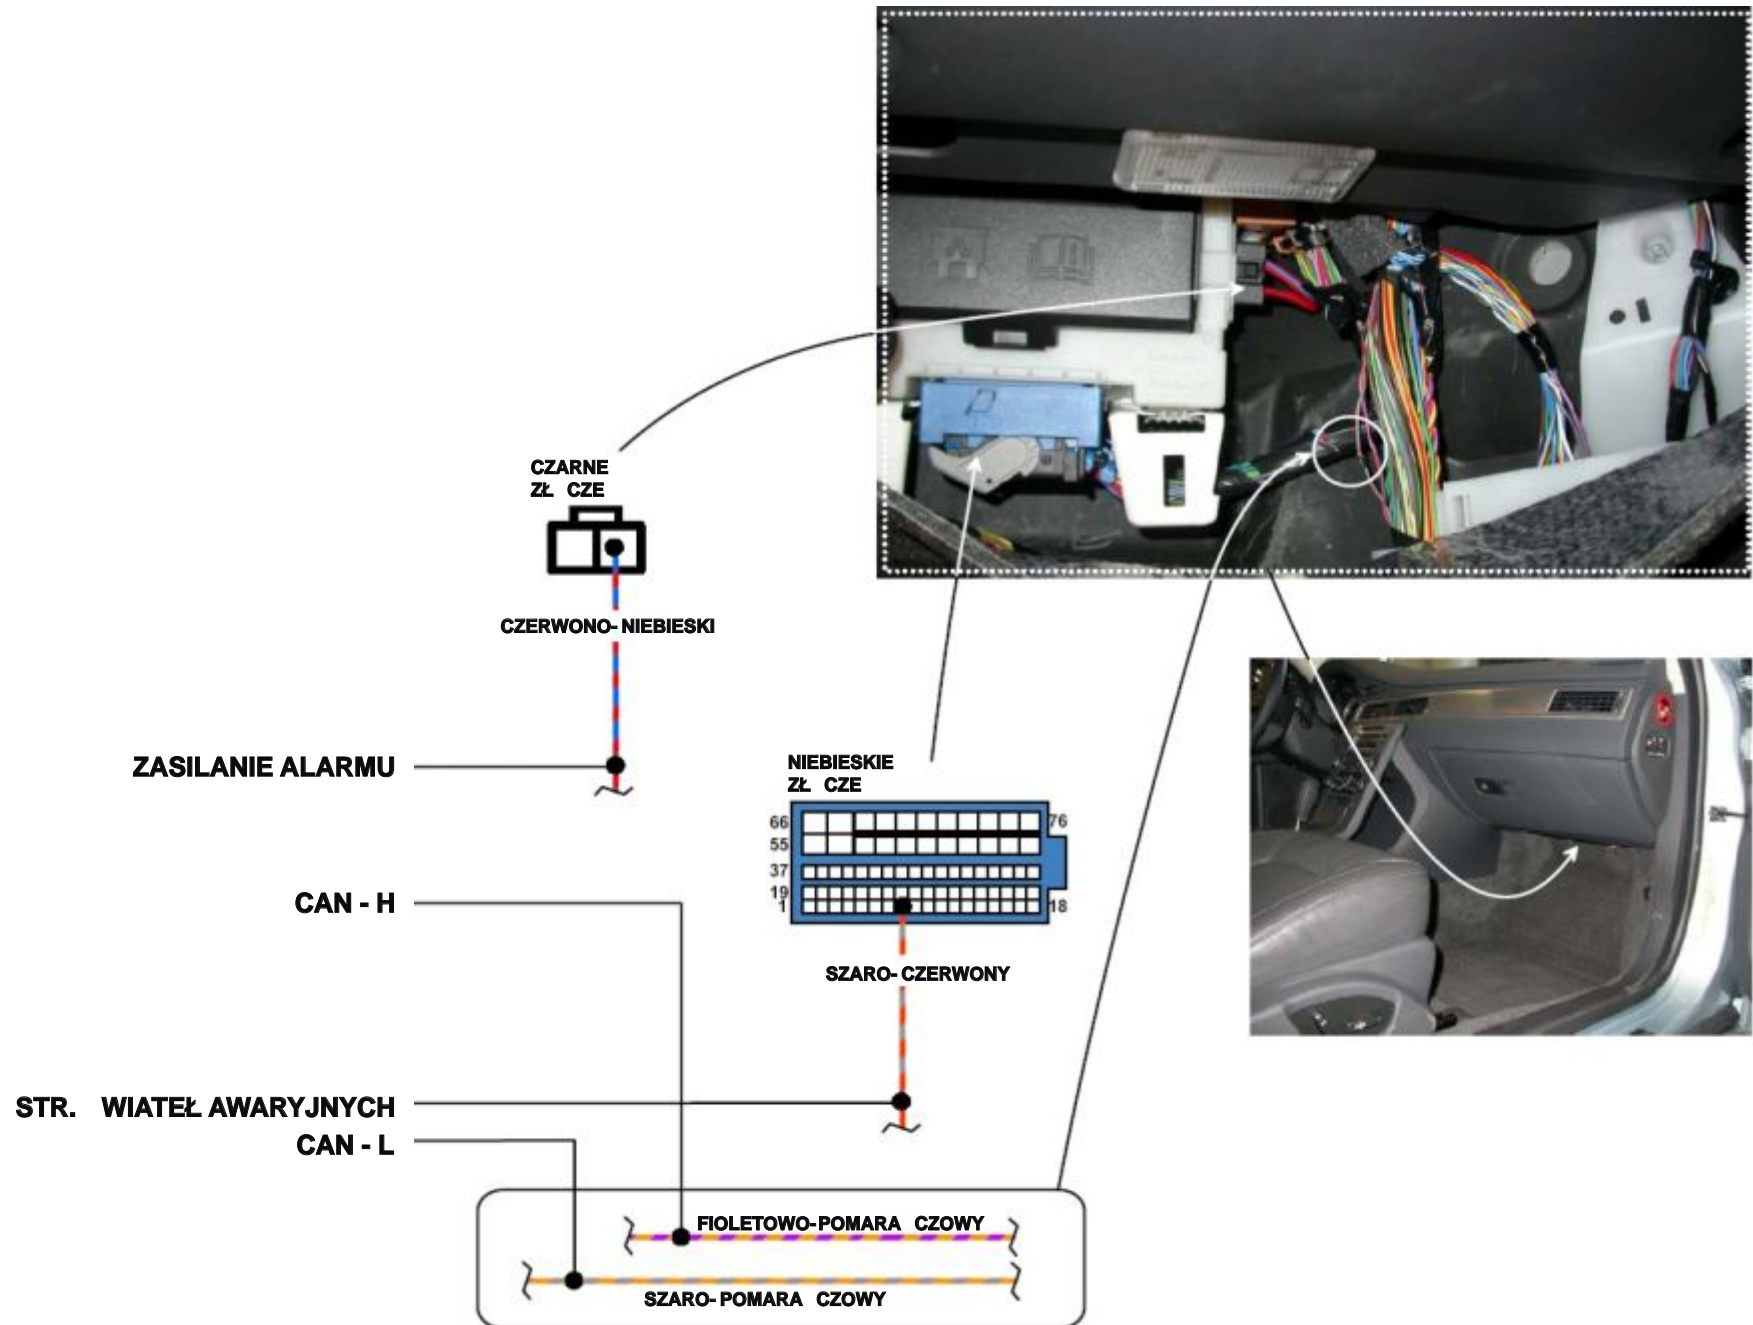 CZARNE
ZŁ CZE
CZERWONO- NIEBIESKI
ZASILANIE ALARMU
NIEBIESKIE
ZŁ CZE
66 76
55
37
19
1 18
CAN - H
SZARO- CZERWONY
STR. WIATEŁ AWARYJNYCH
CAN - L
FIOLETOWO-POMARA CZOWY
SZARO- POMARA CZOWY